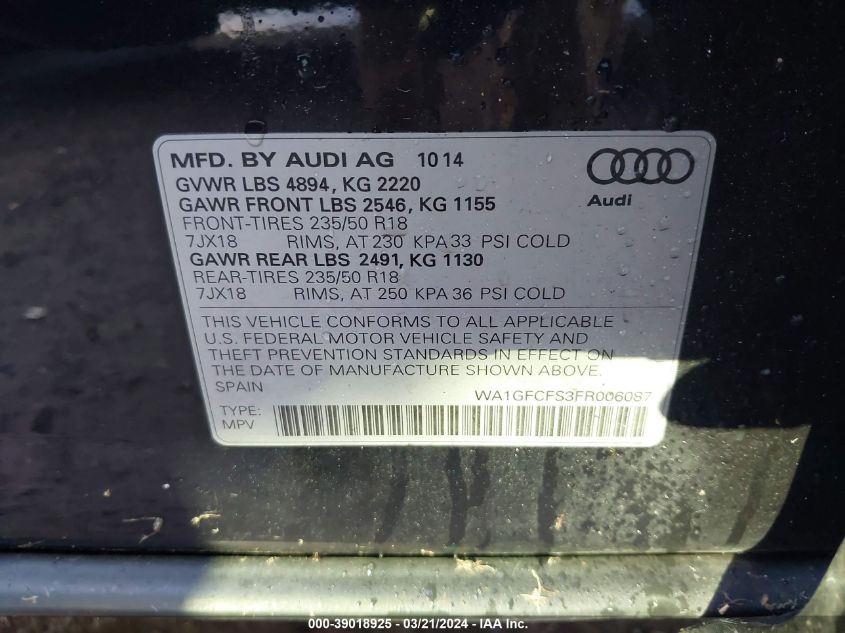 MFD. BY AUDI AG 10 14
GVWR LBS 4894, KG 2220
GAWR FRONT LBS 2546, KG 1155
FRONT-TIRES 235/50 R18
7JX18 RIMS, AT 230 KPA 33 PSI COLD
GAWR REAR LBS 2491, KG 1130
REAR-TIRES 235/50 R18
7JX18 RIMS, AT 250 KPA 36 PSI COLD
Audi
THIS VEHICLE CONFORMS TO ALL APPLICABLE
U.S. FEDERAL MOTOR VEHICLE SAFETY AND
THEFT PREVENTION STANDARDS IN EFFECT ON
THE DATE OF MANUFACTURE SHOWN ABOVE.
SPAIN WA1GFCFS3FR006087
TYPE:
MPV
000-39018925 - 03/21/2024 - IAA Inc.